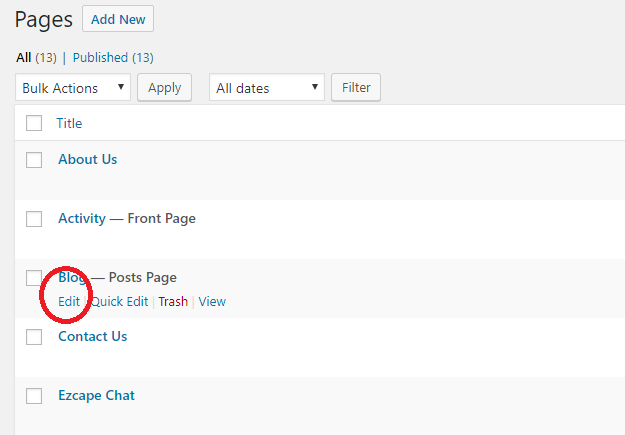 Pages Add New
All (13) | Published (13)
Bulk Actions Apply All dates Filter
Title
About Us
Activity — Front Page
Blog — Posts Page
Edit | Quick Edit | Trash | View
Contact Us
Ezcape Chat